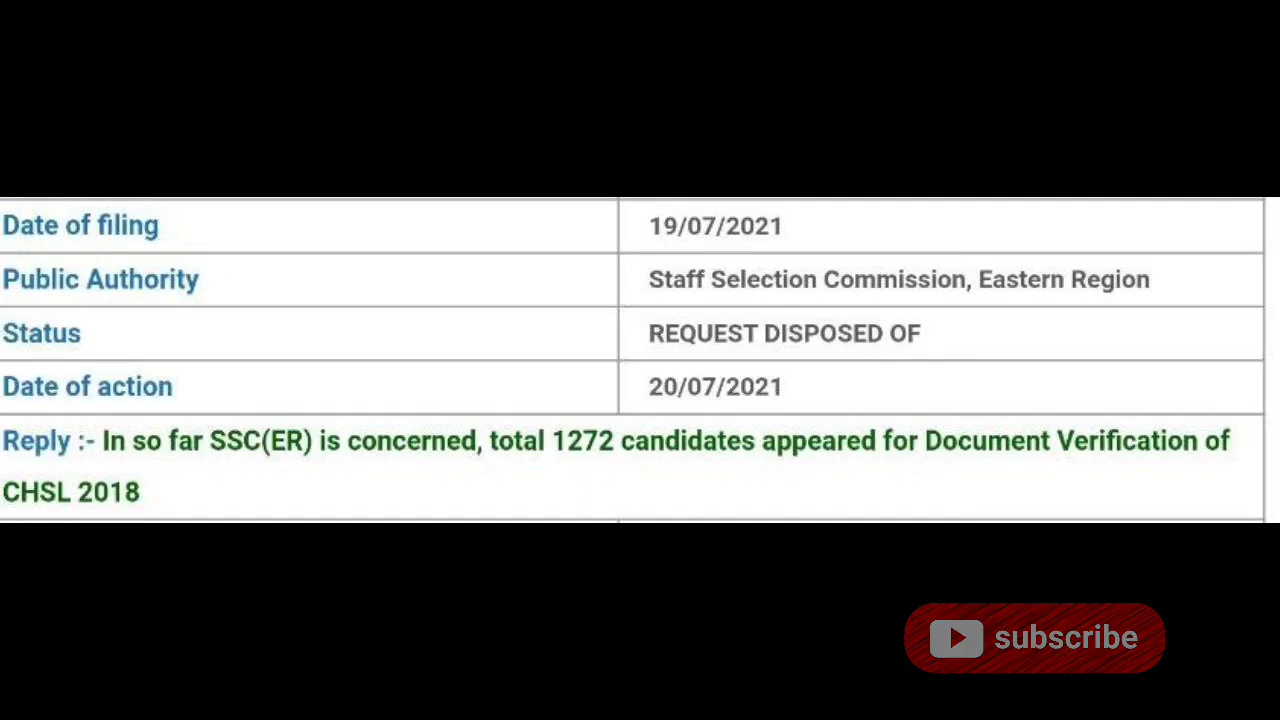 Date of filing 19/07/2021
Public Authority Staff Selection Commission, Eastern Region
Status REQUEST DISPOSED OF
Date of action 20/07/2021
Reply :- In so far SSC(ER) is concerned, total 1272 candidates appeared for Document Verification of
CHSL 2018
subscribe